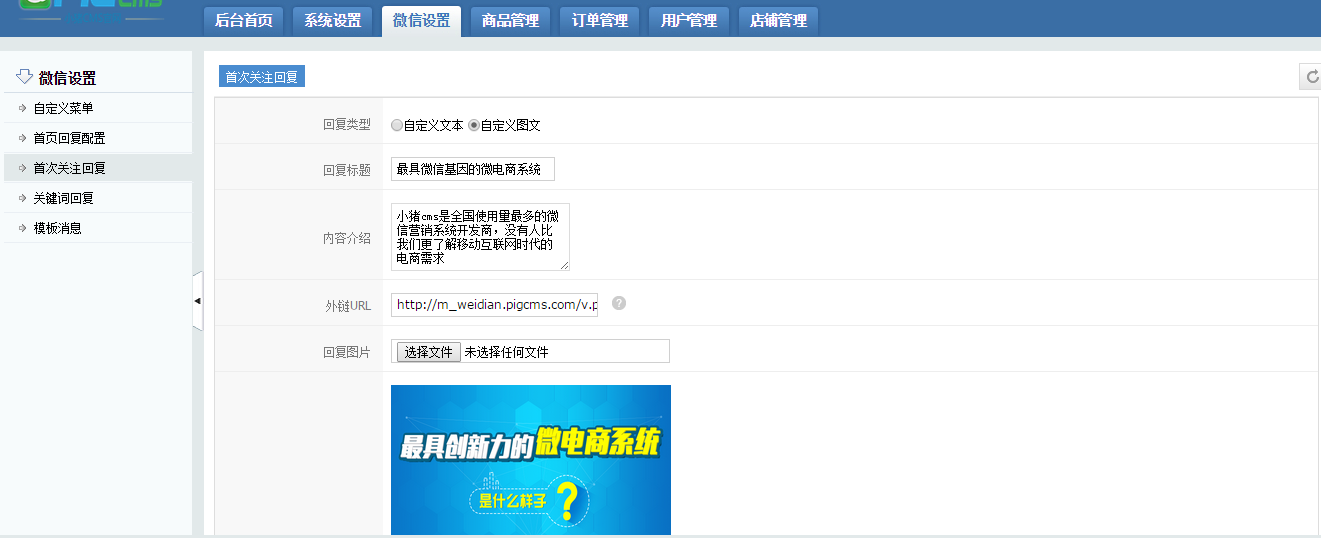 cms
后台首页 系统设置 微信设置 商品管理 订单管理 用户管理 店铺管理
微信设置
自定义菜单
首页回复配置
首次关注回复
关键词回复
模板消息
首次关注回复
回复类型 自定义文本 自定义图文
回复标题 最具微信基因的微电商系统
内容介绍
小猪cms是全国使用量最多的微
信营销系统开发商，没有人比
我们更了解移动互联网时代的
电商需求
外链URL http://m_weidian.pigcms.com/v.p ?
回复图片 选择文件 未选择任何文件
最具创新力的微电商系统
是什么样子？